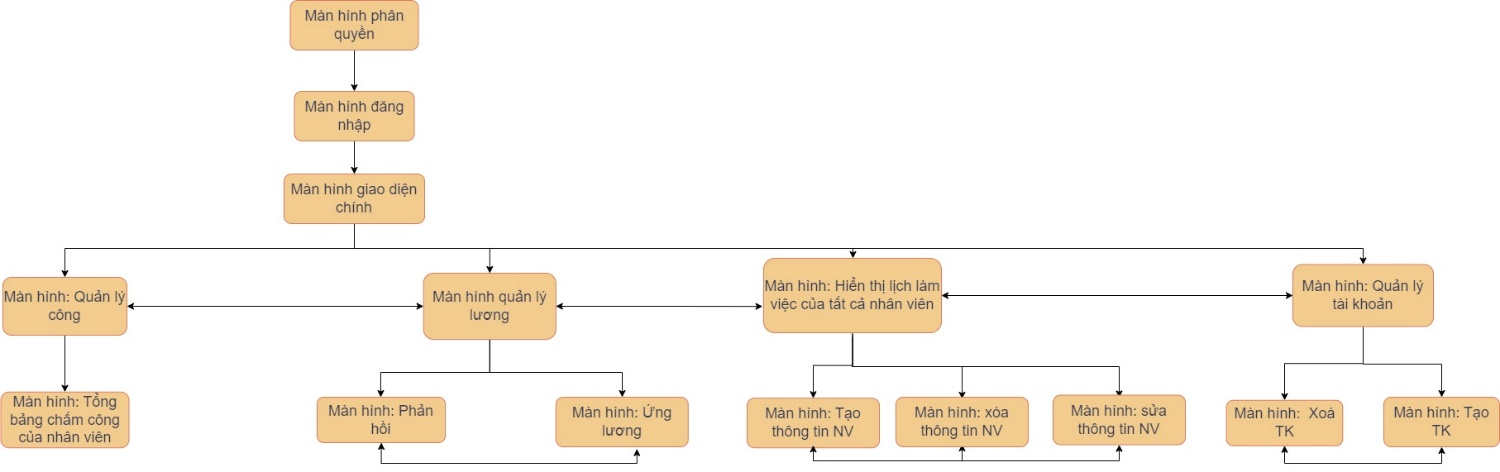 Màn hình phân
quyền
Màn hình đăng
nhập
Màn hình giao diện
chính
Màn hình: Quản lý
công
Màn hình quản lý
lương
Màn hình: Hiển thị lịch làm
việc của tất cả nhân viên
Màn hình: Quản lý
tài khoản
Màn hình: Tổng
bảng chấm công
của nhân viên
Màn hình: Phản
hồi
Màn hình: Ứng
lương
Màn hình: Tạo
thông tin NV
Màn hình: xóa
thông tin NV
Màn hình: sửa
thông tin NV
Màn hình: Xoá
TK
Màn hình: Tạo
TK